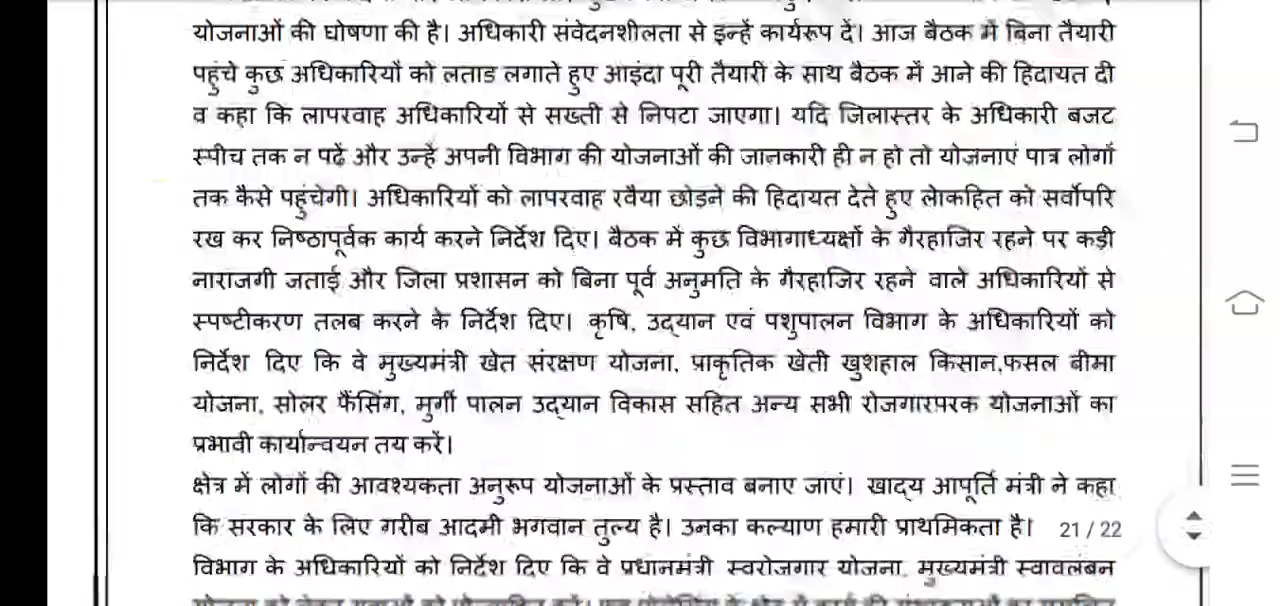 योजनाओं की घोषणा की है। अधिकारी संवेदनशीलता से इन्हें कार्यरूप दें। आज बैठक में बिना तैयारी
पहुंचे कुछ अधिकारियों को लताड लगाते हुए आइंदा पूरी तैयारी के साथ बैठक में आने की हिदायत दी
व कहा कि लापरवाह अधिकारियों से सख्ती से निपटा जाएगा। यदि जिलास्तर के अधिकारी बजट
स्पीच तक न पढें और उन्हें अपनी विभाग की योजनाओं की जानकारी ही न हो तो योजनाएं पात्र लोगों
तक कैसे पहुंचेगी। अधिकारियों को लापरवाह रवैया छोड़ने की हिदायत देते हुए लेाकहित को सर्वोपरि
रख कर निष्ठापूर्वक कार्य करने निर्देश दिए। बैठक में कुछ विभागाध्यक्षों के गैरहाजिर रहने पर कड़ी
नाराजगी जताई और जिला प्रशासन को बिना पूर्व अनुमति के गैरहाजिर रहने वाले अधिकारियों से
स्पष्टीकरण तलब करने के निर्देश दिए। कृषि, उद्यान एवं पशुपालन विभाग के अधिकारियों को
निर्देश दिए कि वे मुख्यमंत्री खेत संरक्षण योजना, प्राकृतिक खेती खुशहाल किसान,फसल बीमा
योजना, सोलर फैंसिंग, मुर्गी पालन उद्यान विकास सहित अन्य सभी रोजगारपरक योजनाओं का
प्रभावी कार्यान्वयन तय करें।
क्षेत्र में लोगों की आवश्यकता अनुरूप योजनाओं के प्रस्ताव बनाए जाएं। खाद्य आपूर्ति मंत्री ने कहा
कि सरकार के लिए गरीब आदमी भगवान तुल्य है। उनका कल्याण हमारी प्राथमिकता है। 21 / 22
विभाग के अधिकारियों को निर्देश दिए कि वे प्रधानमंत्री स्वरोजगार योजना, मुख्यमंत्री स्वावलंबन